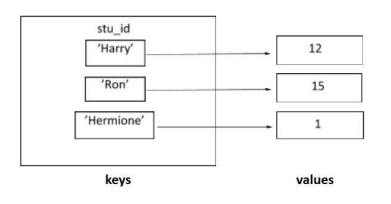 stu_id
'Harry' 12
'Ron' 15
'Hermione' 1
keys values